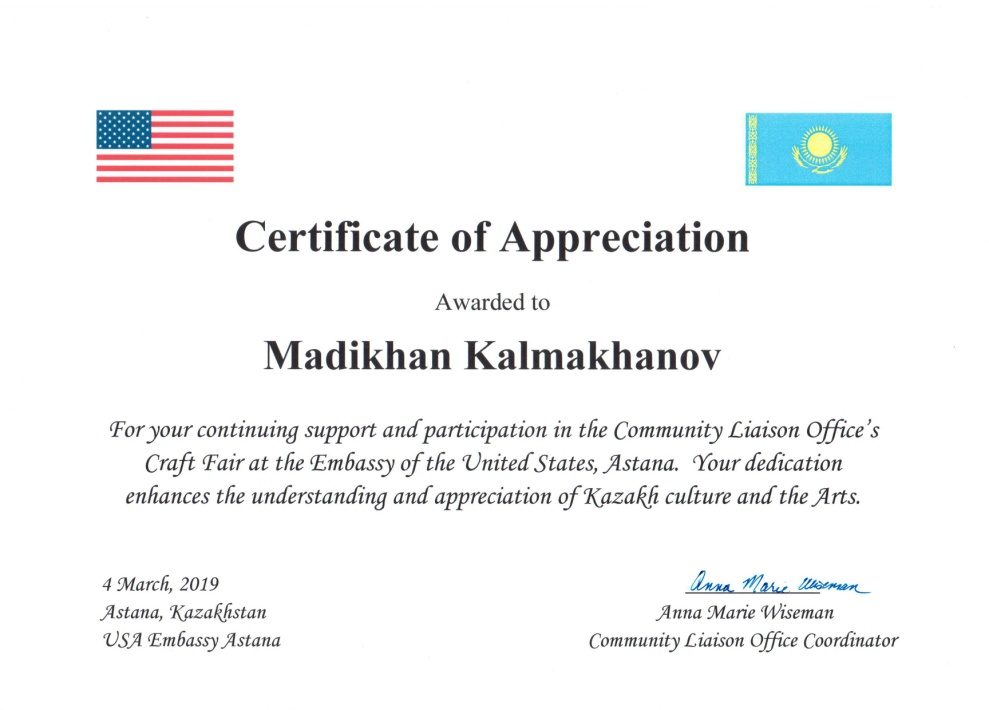 Certificate of Appreciation
Awarded to
Madikhan Kalmakhanov
For your continuing support and participation in the Community Liaison Office's
Craft Fair at the Embassy of the United States, Astana.  Your dedication
enhances the understanding and appreciation of Kazakh culture and the Arts.
4 March, 2019
Astana, Kazakhstan
USA Embassy Astana
Anna Marie Wiseman
Anna Marie Wiseman
Community Liaison Office Coordinator